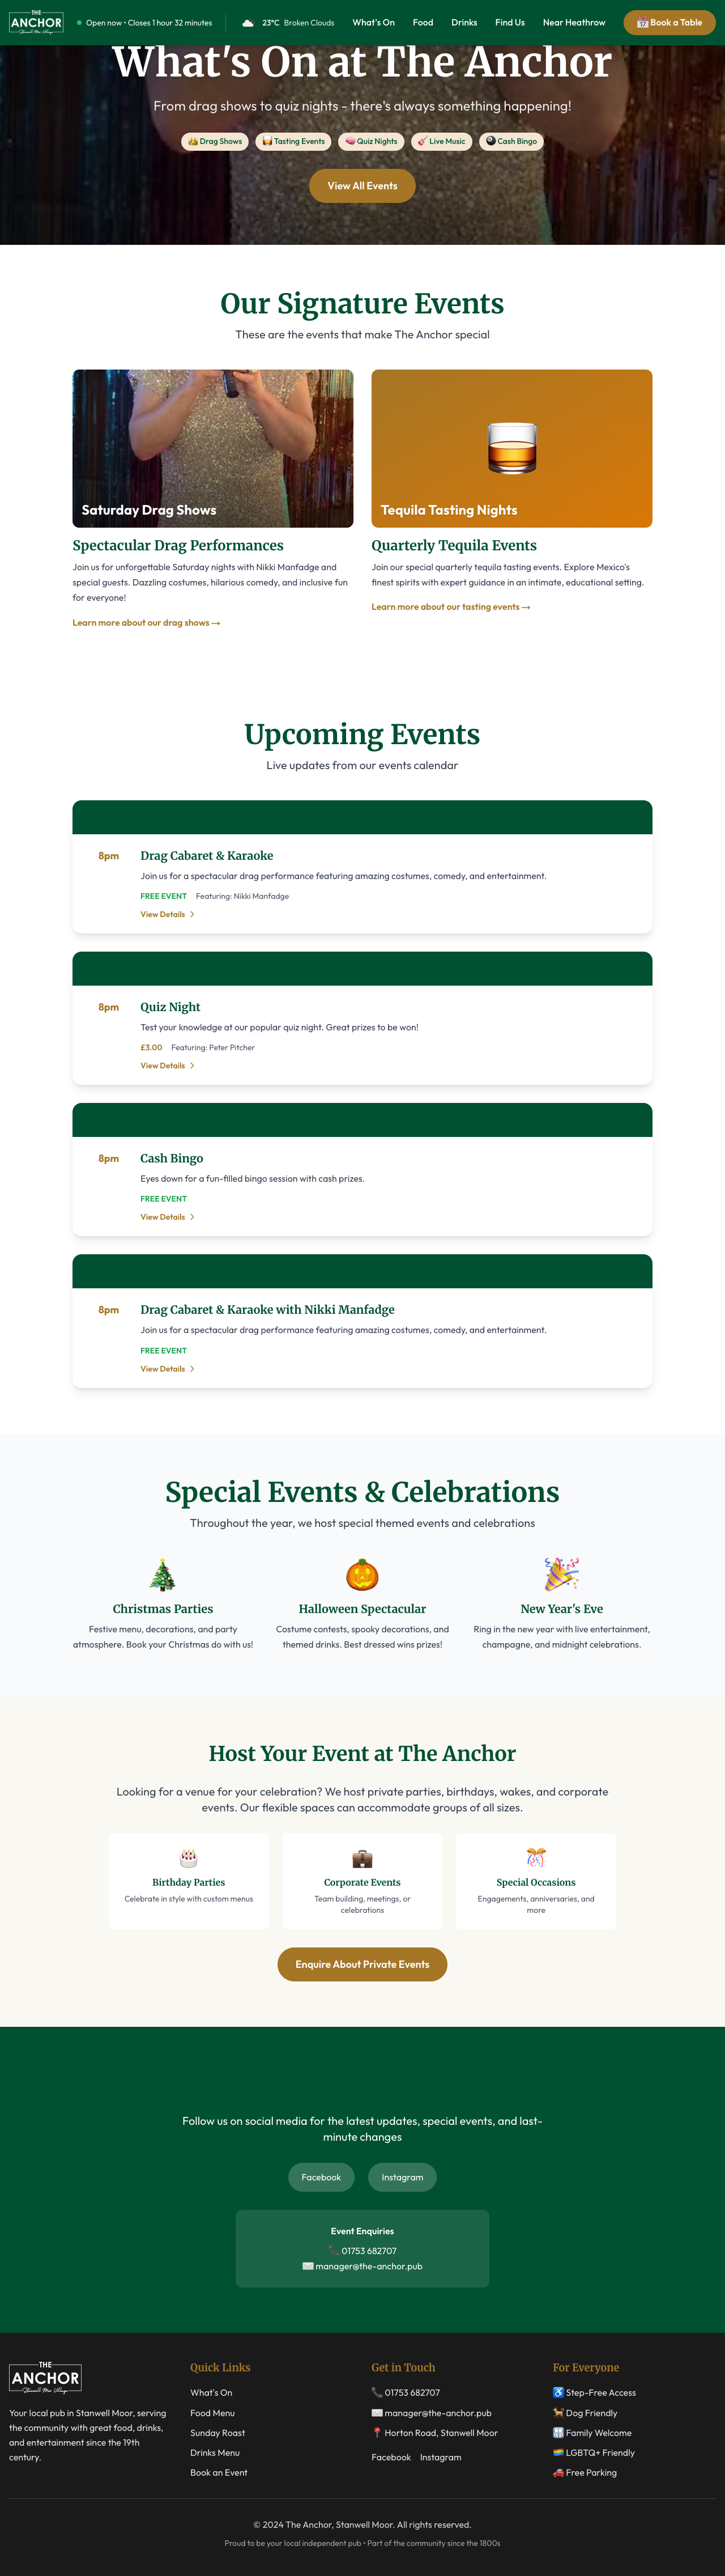 THE
ANCHOR
Stanwell Moor Village
Open now • Closes 1 hour 32 minutes
23°C Broken Clouds
What's On
Food
Drinks
Find Us
Near Heathrow
Book a Table
What's On at The Anchor
From drag shows to quiz nights - there's always something happening!
Drag Shows
Tasting Events
Quiz Nights
Live Music
Cash Bingo
View All Events
Our Signature Events
These are the events that make The Anchor special
Saturday Drag Shows
Spectacular Drag Performances
Join us for unforgettable Saturday nights with Nikki Manfadge and
special guests. Dazzling costumes, hilarious comedy, and inclusive fun
for everyone!
Learn more about our drag shows →
Tequila Tasting Nights
Quarterly Tequila Events
Join our special quarterly tequila tasting events. Explore Mexico's
finest spirits with expert guidance in an intimate, educational setting.
Learn more about our tasting events →
Upcoming Events
Live updates from our events calendar
8pm
Drag Cabaret & Karaoke
Join us for a spectacular drag performance featuring amazing costumes, comedy, and entertainment.
FREE EVENT Featuring: Nikki Manfadge
View Details
8pm
Quiz Night
Test your knowledge at our popular quiz night. Great prizes to be won!
£3.00 Featuring: Peter Pitcher
View Details
8pm
Cash Bingo
Eyes down for a fun-filled bingo session with cash prizes.
FREE EVENT
View Details
8pm
Drag Cabaret & Karaoke with Nikki Manfadge
Join us for a spectacular drag performance featuring amazing costumes, comedy, and entertainment.
FREE EVENT
View Details
Special Events & Celebrations
Throughout the year, we host special themed events and celebrations
Christmas Parties
Festive menu, decorations, and party
atmosphere. Book your Christmas do with us!
Halloween Spectacular
Costume contests, spooky decorations, and
themed drinks. Best dressed wins prizes!
New Year's Eve
Ring in the new year with live entertainment,
champagne, and midnight celebrations.
Host Your Event at The Anchor
Looking for a venue for your celebration? We host private parties, birthdays, wakes, and corporate
events. Our flexible spaces can accommodate groups of all sizes.
Birthday Parties
Celebrate in style with custom menus
Corporate Events
Team building, meetings, or
celebrations
Special Occasions
Engagements, anniversaries, and
more
Enquire About Private Events
Follow us on social media for the latest updates, special events, and last-
minute changes
Facebook
Instagram
Event Enquiries
01753 682707
manager@the-anchor.pub
THE
ANCHOR
Stanwell Moor Village
Your local pub in Stanwell Moor, serving
the community with great food, drinks,
and entertainment since the 19th
century.
Quick Links
What's On
Food Menu
Sunday Roast
Drinks Menu
Book an Event
Get in Touch
01753 682707
manager@the-anchor.pub
Horton Road, Stanwell Moor
Facebook Instagram
For Everyone
Step-Free Access
Dog Friendly
Family Welcome
LGBTQ+ Friendly
Free Parking
© 2024 The Anchor, Stanwell Moor. All rights reserved.
Proud to be your local independent pub • Part of the community since the 1800s